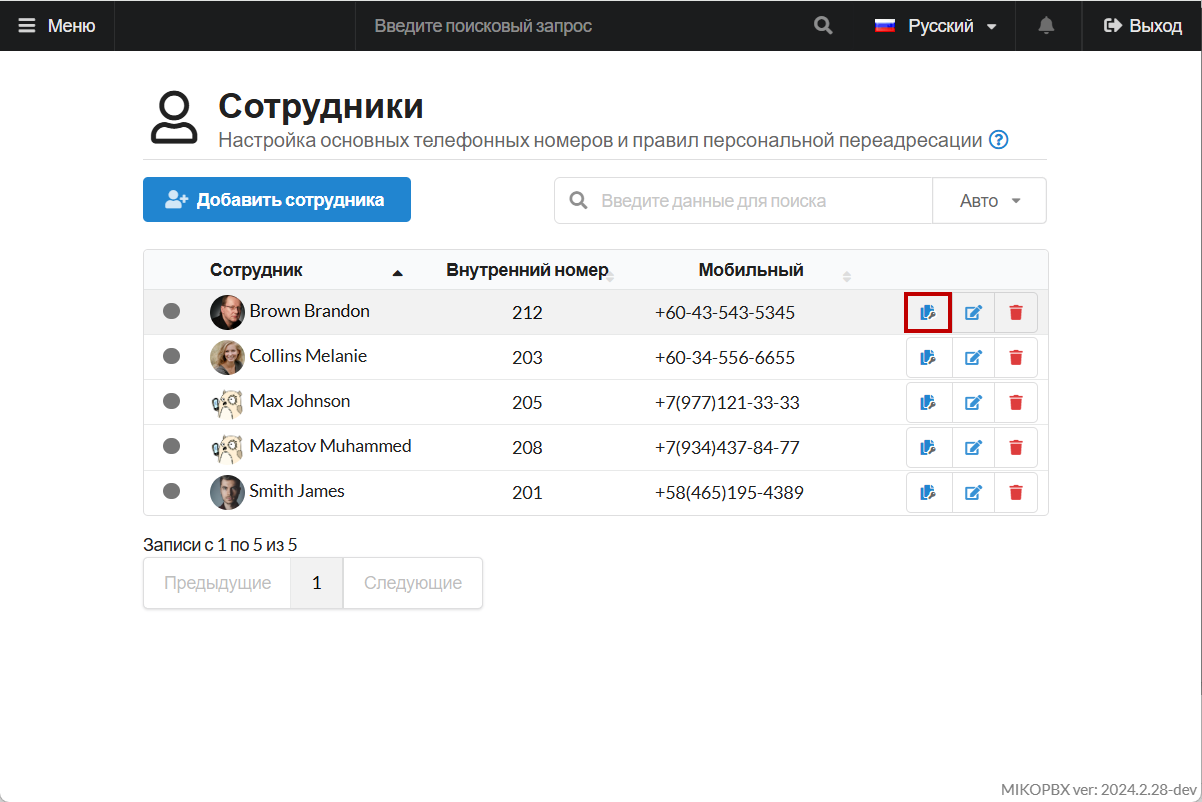 Меню
Введите поисковый запрос
Русский
Выход
Сотрудники
Настройка основных телефонных номеров и правил персональной переадресации ?
Добавить сотрудника
Введите данные для поиска
Авто
Сотрудник Внутренний номер Мобильный
Brown Brandon 212 +60-43-543-5345
Collins Melanie 203 +60-34-556-6655
Max Johnson 205 +7(977)121-33-33
Mazatov Muhammed 208 +7(934)437-84-77
Smith James 201 +58(465)195-4389
Записи с 1 по 5 из 5
Предыдущие 1 Следующие
MIKOPBX ver: 2024.2.28-dev